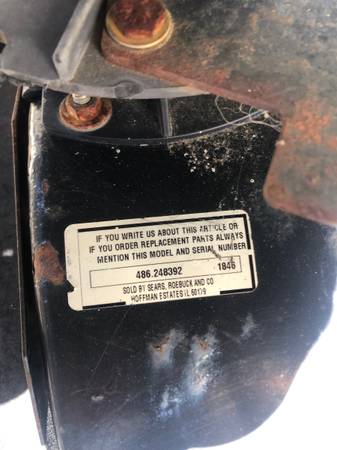 IF YOU WRITE US ABOUT THIS ARTICLE OR
IF YOU ORDER REPLACEMENT PARTS ALWAYS
MENTION THIS MODEL AND SERIAL NUMBER
486.248392 1846
SOLD BY SEARS, ROEBUCK AND CO
HOFFMAN ESTATES IL 60179